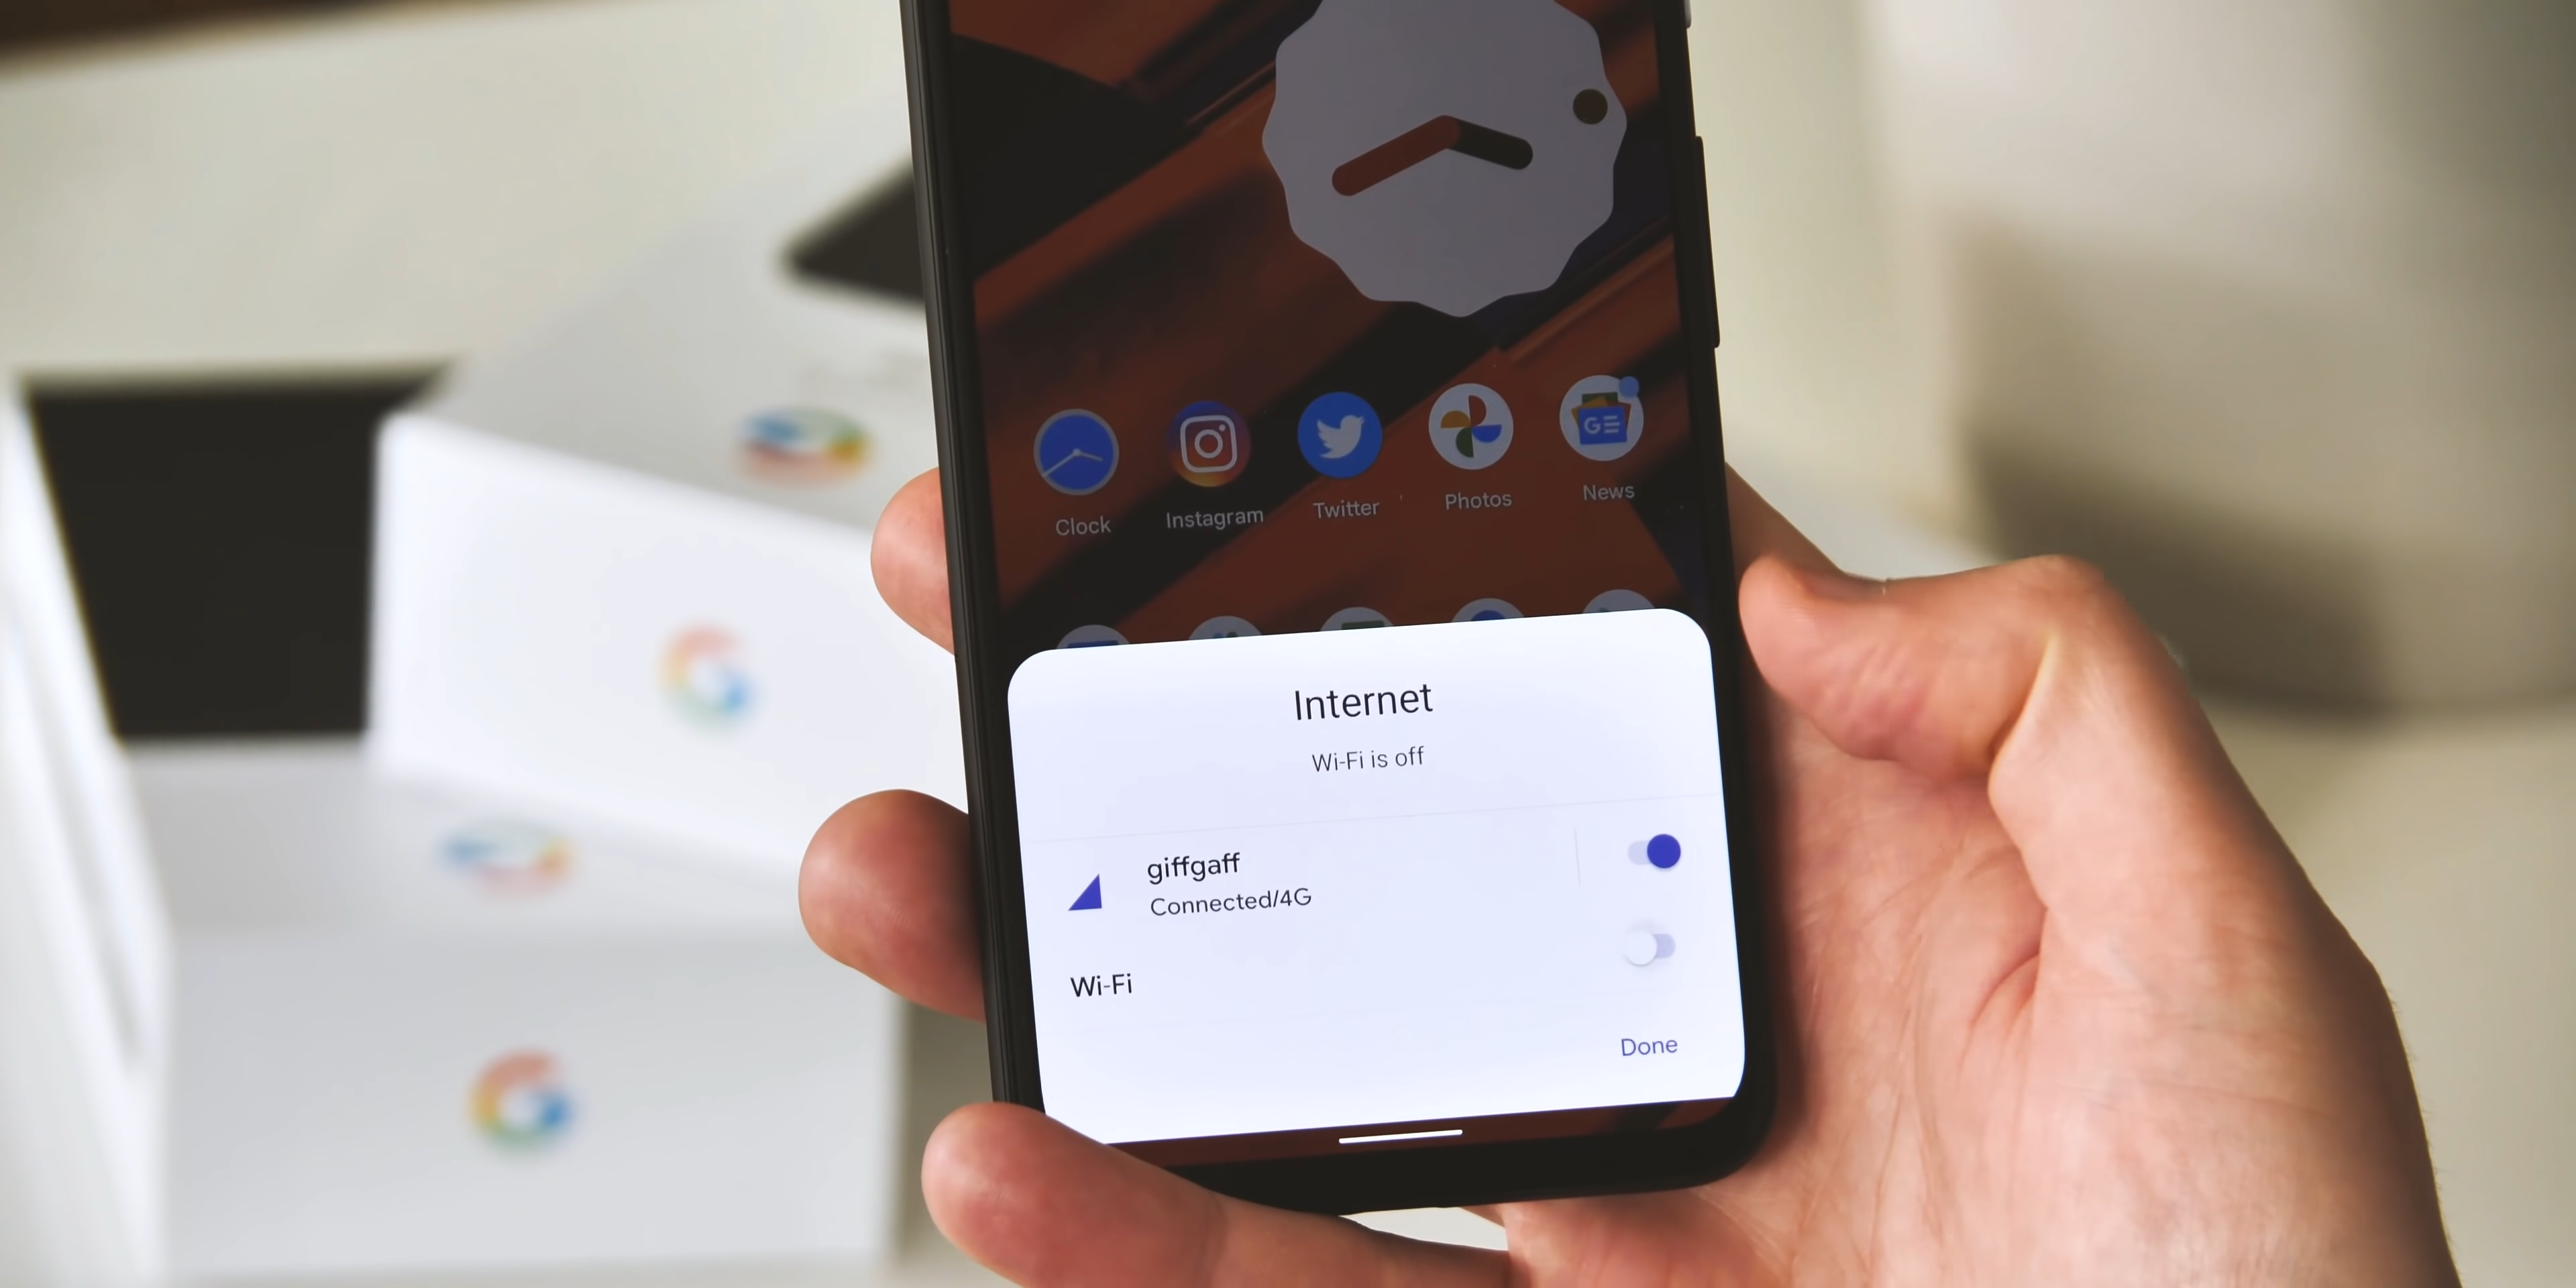 Clock
Instagram
Twitter
Photos
News
Internet
Wi-Fi is off
giffgaff
Connected/4G
Wi-Fi
Done